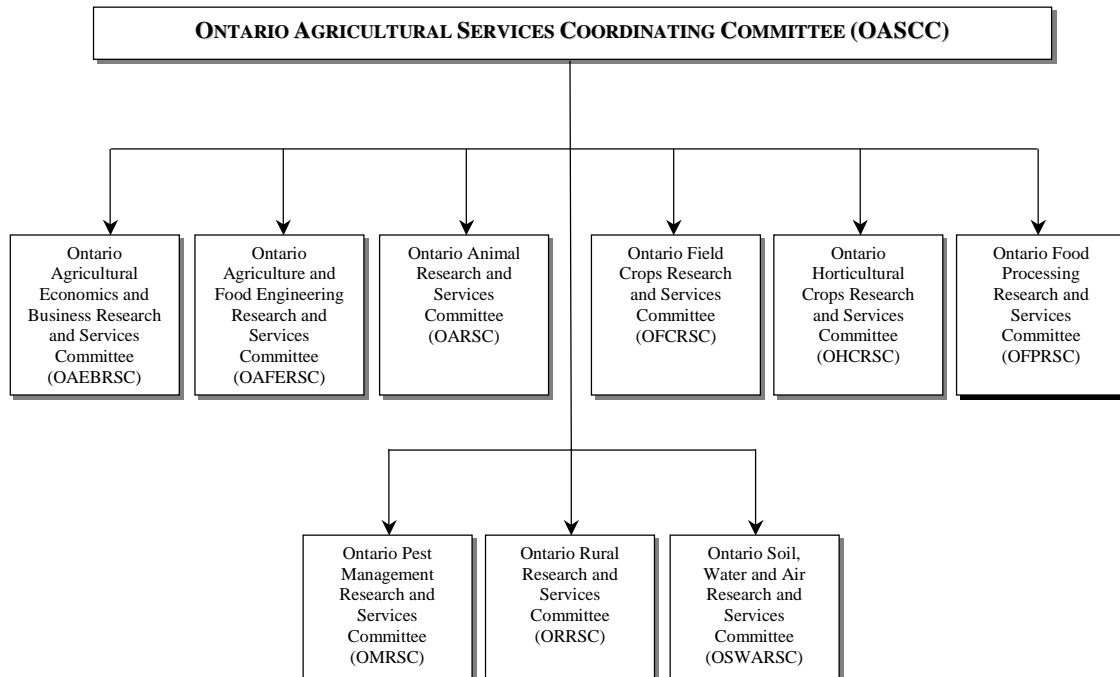 ONTARIO AGRICULTURAL SERVICES COORDINATING COMMITTEE (OASCC)
Ontario
Agricultural
Economics and
Business Research
and Services
Committee
(OAEBRSC)
Ontario
Agriculture and
Food Engineering
Research and
Services
Committee
(OAFERSC)
Ontario Animal
Research and
Services
Committee
(OARSC)
Ontario Field
Crops Research
and Services
Committee
(OFCRSC)
Ontario
Horticultural
Crops Research
and Services
Committee
(OHCRSC)
Ontario Food
Processing
Research and
Services
Committee
(OFPRSC)
Ontario Pest
Management
Research and
Services
Committee
(OMRSC)
Ontario Rural
Research and
Services
Committee
(ORRSC)
Ontario Soil,
Water and Air
Research and
Services
Committee
(OSWARSC)